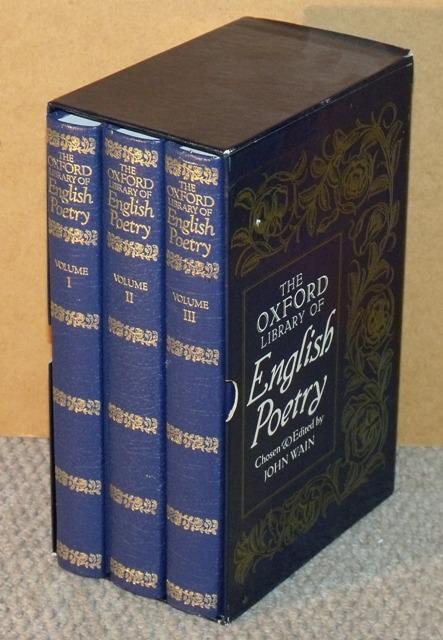 THE
OXFORD
LIBRARY OF
English
Poetry
VOLUME
I
THE
OXFORD
LIBRARY OF
English
Poetry
VOLUME
II
THE
OXFORD
LIBRARY OF
English
Poetry
VOLUME
III
THE
OXFORD
LIBRARY OF
English
Poetry
Chosen & Edited by
JOHN WAIN